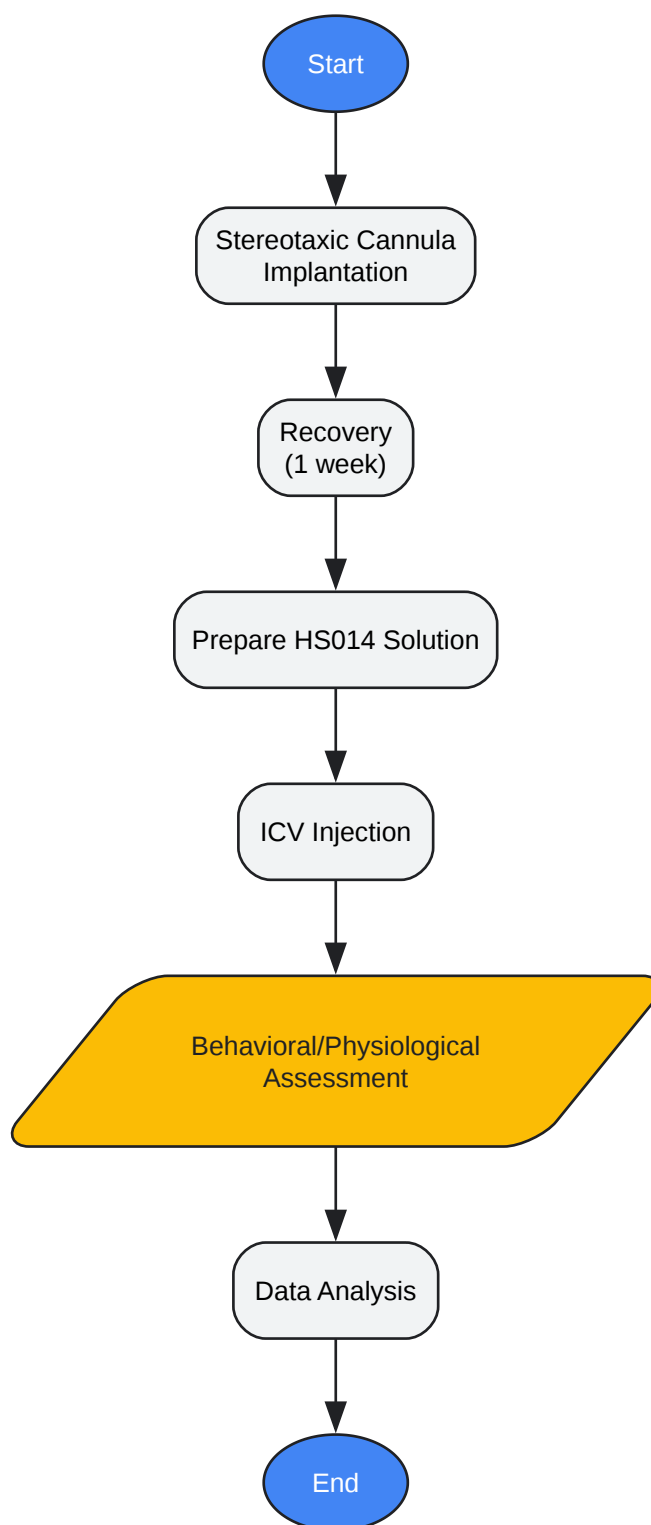 Start
Stereotaxic Cannula
Implantation
Recovery
(1 week)
Prepare HS014 Solution
ICV Injection
Behavioral/Physiological
Assessment
Data Analysis
End